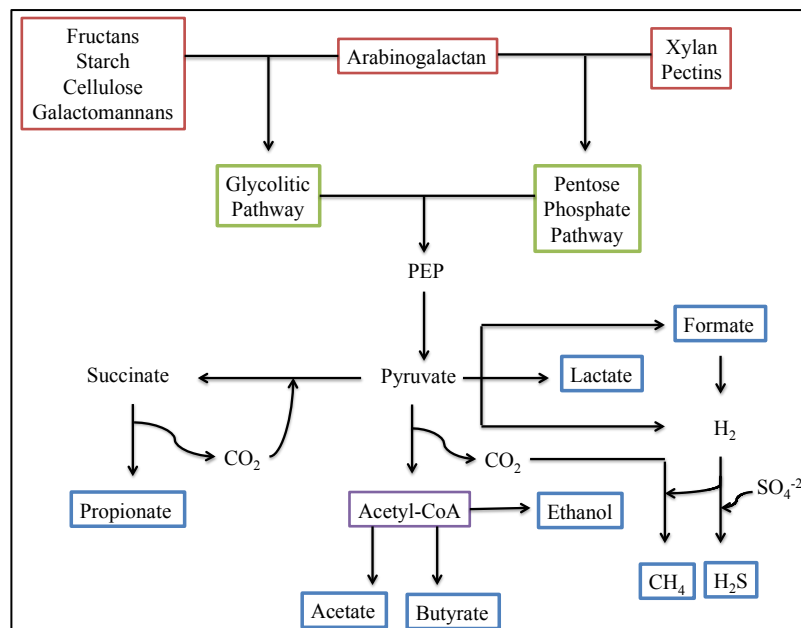 Fructans
Starch
Cellulose
Galactomannans
Arabinogalactan
Xylan
Pectins
Glycolitic
Pathway
Pentose
Phosphate
Pathway
PEP
Formate
Succinate
Pyruvate
Lactate
CO₂
CO₂
H₂
SO₄⁻²
Propionate
Acetyl-CoA
Ethanol
CH₄
H₂S
Acetate
Butyrate